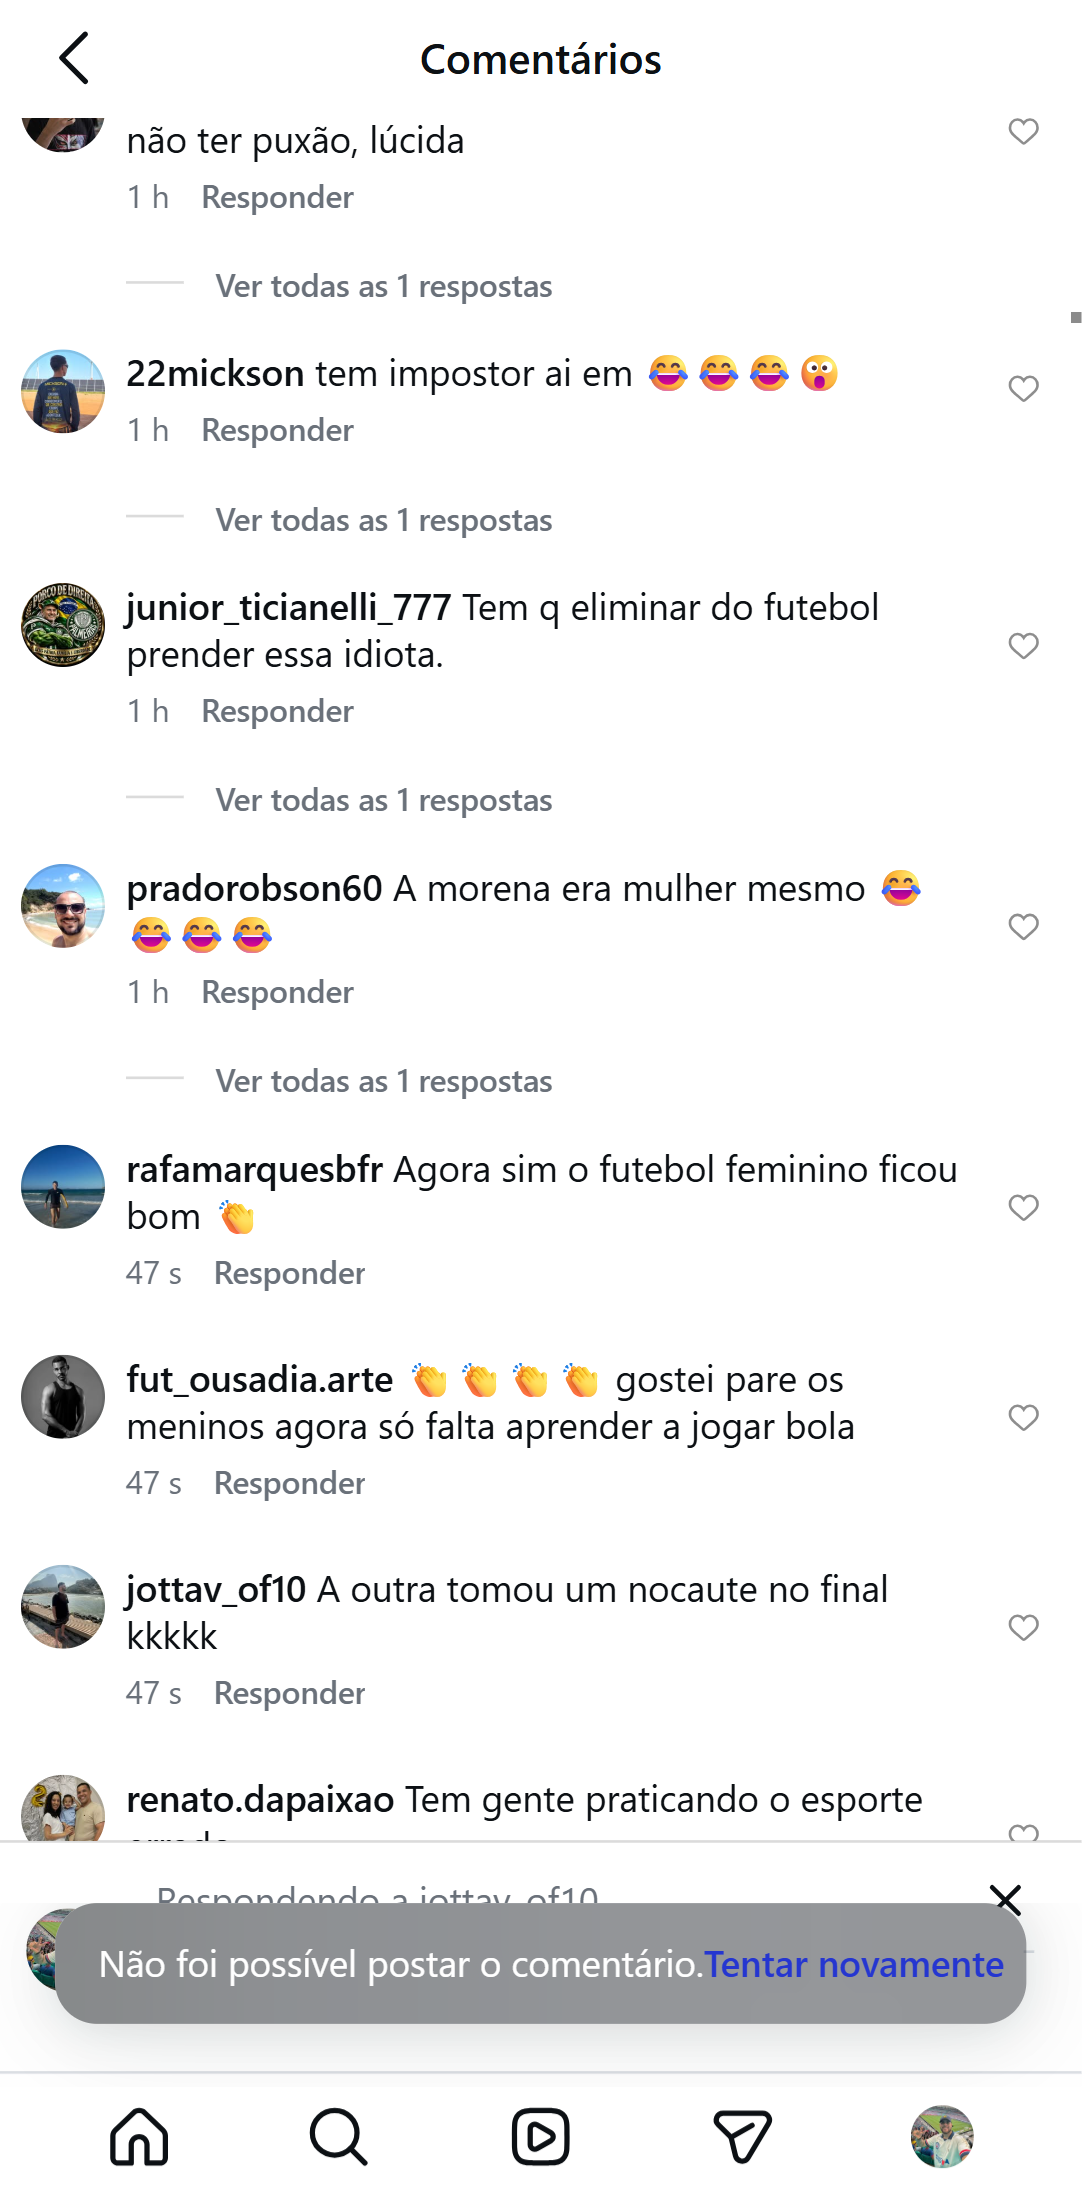 Comentários
não ter puxão, lúcida
1 h Responder
Ver todas as 1 respostas
22mickson tem impostor ai em 😂😂😂😲
1 h Responder
Ver todas as 1 respostas
junior_ticianelli_777 Tem q eliminar do futebol
prender essa idiota.
1 h Responder
Ver todas as 1 respostas
pradorobson60 A morena era mulher mesmo 😂
😂😂😂
1 h Responder
Ver todas as 1 respostas
rafamarquesbfr Agora sim o futebol feminino ficou
bom 👏
47 s Responder
fut_ousadia.arte 👏👏👏👏 gostei pare os
meninos agora só falta aprender a jogar bola
47 s Responder
jottav_of10 A outra tomou um nocaute no final
kkkkk
47 s Responder
renato.dapaixao Tem gente praticando o esporte
Respondendo a jottav_of10
Não foi possível postar o comentário.Tentar novamente